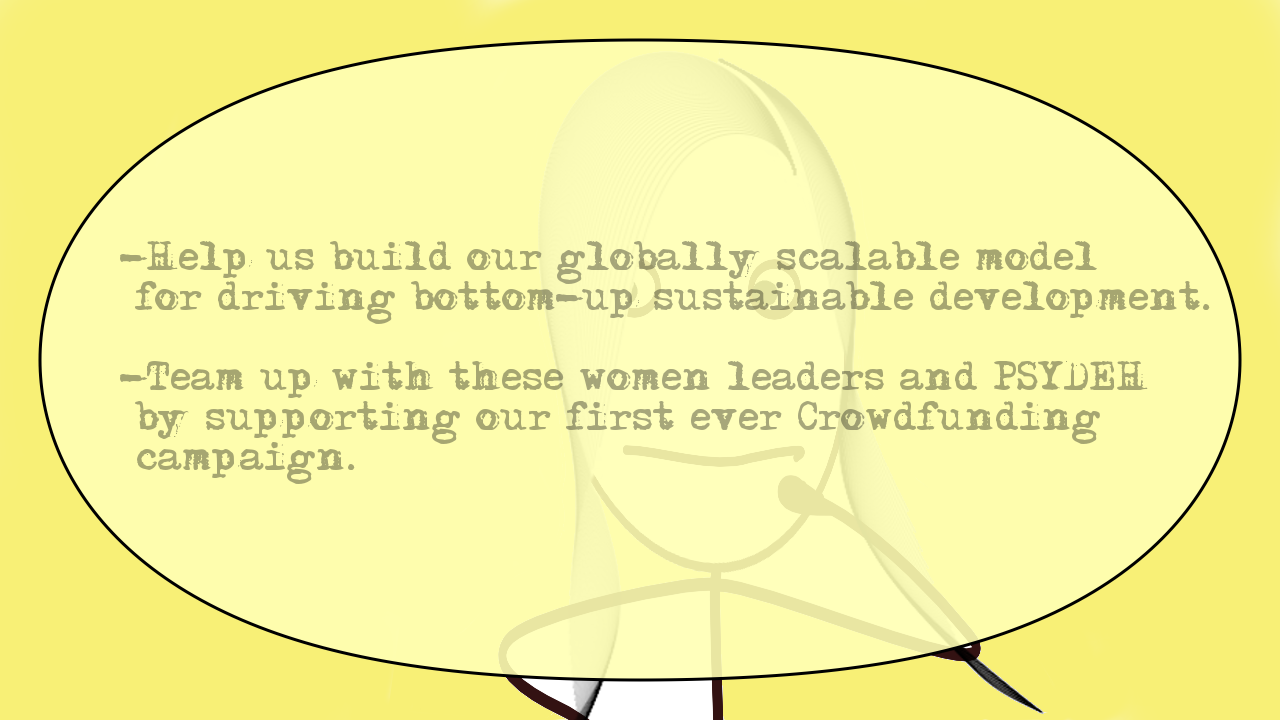 -Help us build our globally scalable model
for driving bottom-up sustainable development.
-Team up with these women leaders and PSYDEH
by supporting our first ever Crowdfunding
campaign.